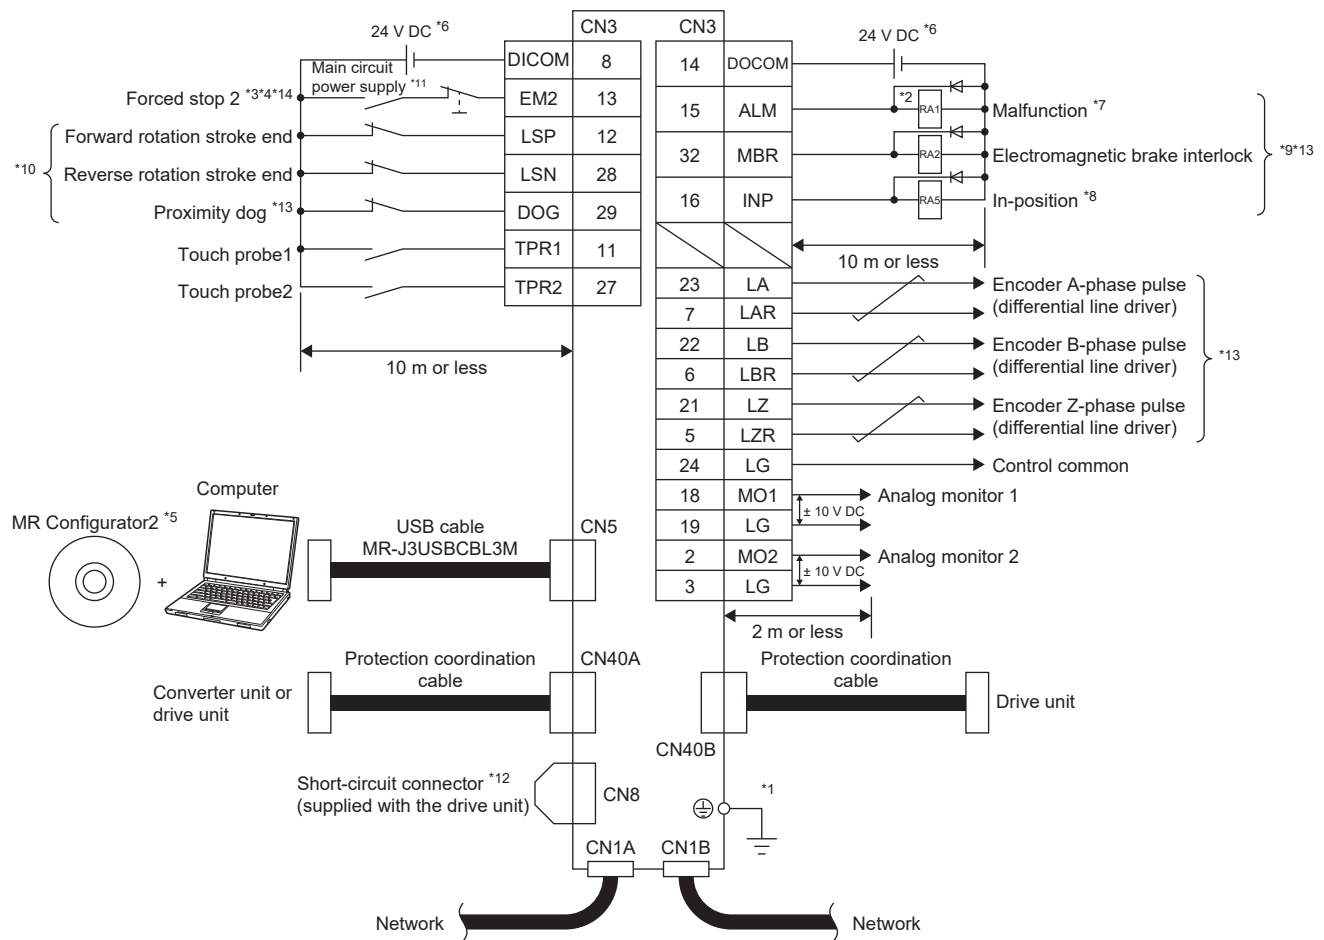 CN3
CN3
24 V DC *6
24 V DC *6
DICOM 8
14 DOCOM
Main circuit
power supply *11
Forced stop 2 *3*4*14
EM2 13
*2
RA1
15 ALM
Malfunction *7
Forward rotation stroke end
LSP 12
*10
Reverse rotation stroke end
LSN 28
32 MBR
RA2
Electromagnetic brake interlock
*9*13
Proximity dog *13
DOG 29
16 INP
RA5
In-position *8
Touch probe1
TPR1 11
10 m or less
Touch probe2
TPR2 27
23 LA
Encoder A-phase pulse
(differential line driver)
7 LAR
10 m or less
22 LB
Encoder B-phase pulse
(differential line driver)
6 LBR
*13
21 LZ
Encoder Z-phase pulse
(differential line driver)
5 LZR
24 LG
Control common
18 MO1
Analog monitor 1
± 10 V DC
19 LG
2 MO2
Analog monitor 2
± 10 V DC
3 LG
2 m or less
Computer
MR Configurator2 *5
+
USB cable
MR-J3USBCBL3M
CN5
CN40A
Protection coordination
cable
Converter unit or
drive unit
Protection coordination
cable
Drive unit
CN40B
Short-circuit connector *12
(supplied with the drive unit)
CN8
*1
CN1A
CN1B
Network
Network